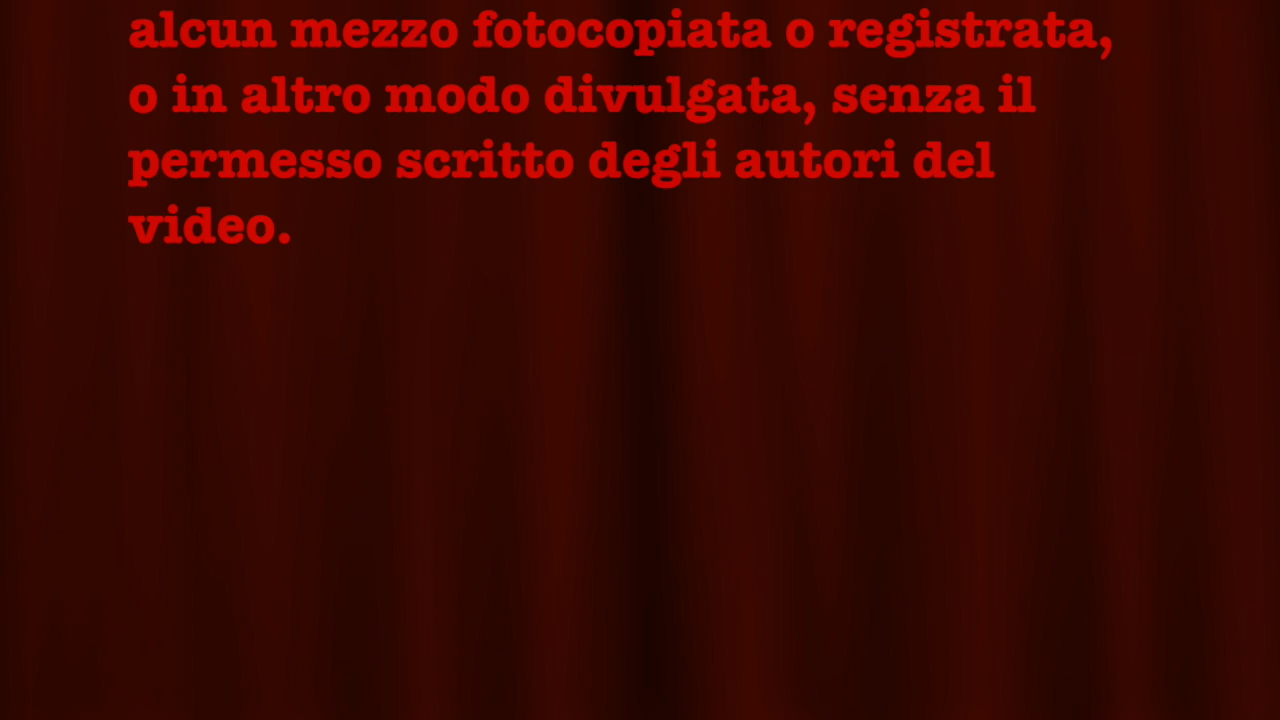 alcun mezzo fotocopiata o registrata,
o in altro modo divulgata, senza il
permesso scritto degli autori del
video.